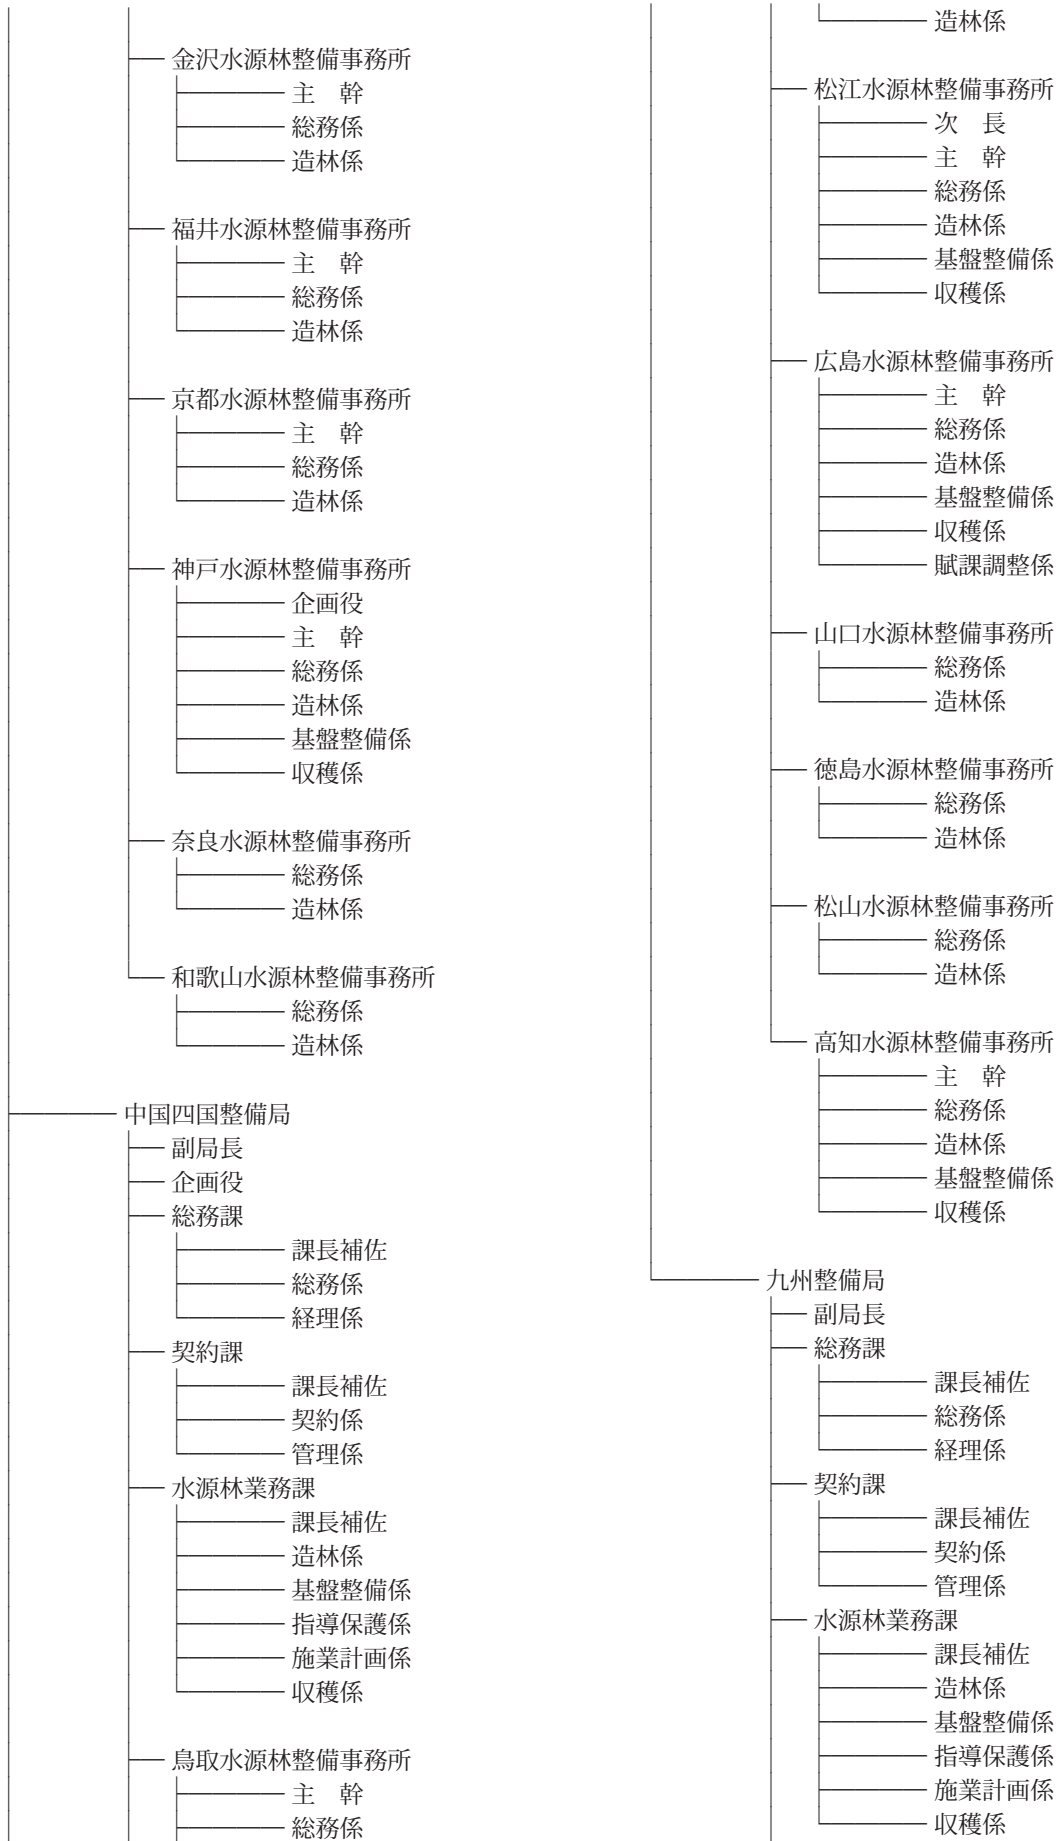 金沢水源林整備事務所
主　幹
総務係
造林係
福井水源林整備事務所
主　幹
総務係
造林係
京都水源林整備事務所
主　幹
総務係
造林係
神戸水源林整備事務所
企画役
主　幹
総務係
造林係
基盤整備係
収穫係
奈良水源林整備事務所
総務係
造林係
和歌山水源林整備事務所
総務係
造林係
中国四国整備局
副局長
企画役
総務課
課長補佐
総務係
経理係
契約課
課長補佐
契約係
管理係
水源林業務課
課長補佐
造林係
基盤整備係
指導保護係
施業計画係
収穫係
鳥取水源林整備事務所
主　幹
総務係
造林係
松江水源林整備事務所
次　長
主　幹
総務係
造林係
基盤整備係
収穫係
広島水源林整備事務所
主　幹
総務係
造林係
基盤整備係
収穫係
賦課調整係
山口水源林整備事務所
総務係
造林係
徳島水源林整備事務所
総務係
造林係
松山水源林整備事務所
総務係
造林係
高知水源林整備事務所
主　幹
総務係
造林係
基盤整備係
収穫係
九州整備局
副局長
総務課
課長補佐
総務係
経理係
契約課
課長補佐
契約係
管理係
水源林業務課
課長補佐
造林係
基盤整備係
指導保護係
施業計画係
収穫係